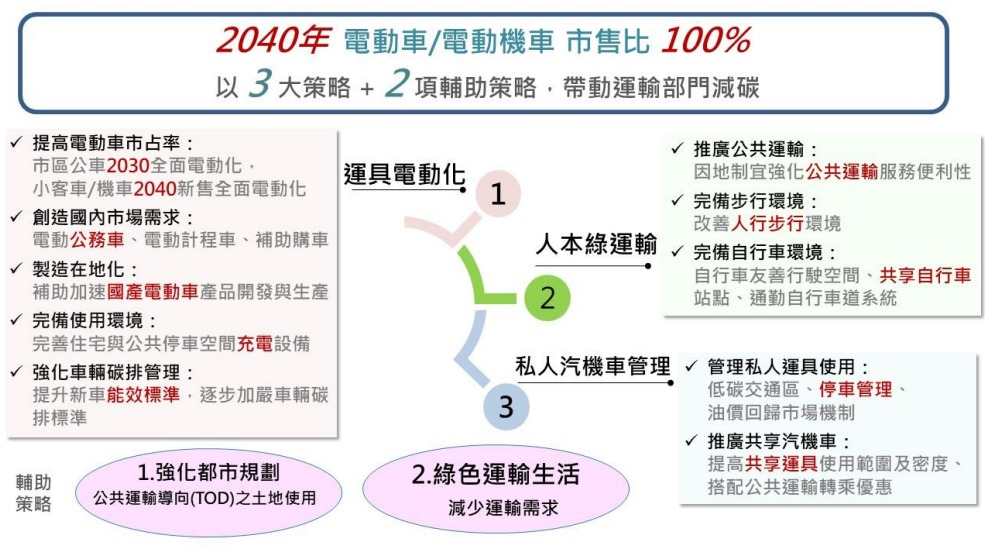 2040年 電動車/電動機車 市售比 100%
以 3 大策略 + 2 項輔助策略，帶動運輸部門減碳
運具電動化
1
✓ 提高電動車市占率：
市區公車2030全面電動化，
小客車/機車2040新售全面電動化
✓ 創造國內市場需求：
電動公務車、電動計程車、補助購車
✓ 製造在地化：
補助加速國產電動車產品開發與生產
✓ 完備使用環境：
完善住宅與公共停車空間充電設備
✓ 強化車輛碳排管理：
提升新車能效標準，逐步加嚴車輛碳
排標準
人本綠運輸
2
✓ 推廣公共運輸：
因地制宜強化公共運輸服務便利性
✓ 完備步行環境：
改善人行步行環境
✓ 完備自行車環境：
自行車友善行駛空間、共享自行車
站點、通勤自行車道系統
私人汽機車管理
3
✓ 管理私人運具使用：
低碳交通區、停車管理、
油價回歸市場機制
✓ 推廣共享汽機車：
提高共享運具使用範圍及密度、
搭配公共運輸轉乘優惠
輔助
策略
1.強化都市規劃
公共運輸導向(TOD)之土地使用
2.綠色運輸生活
減少運輸需求